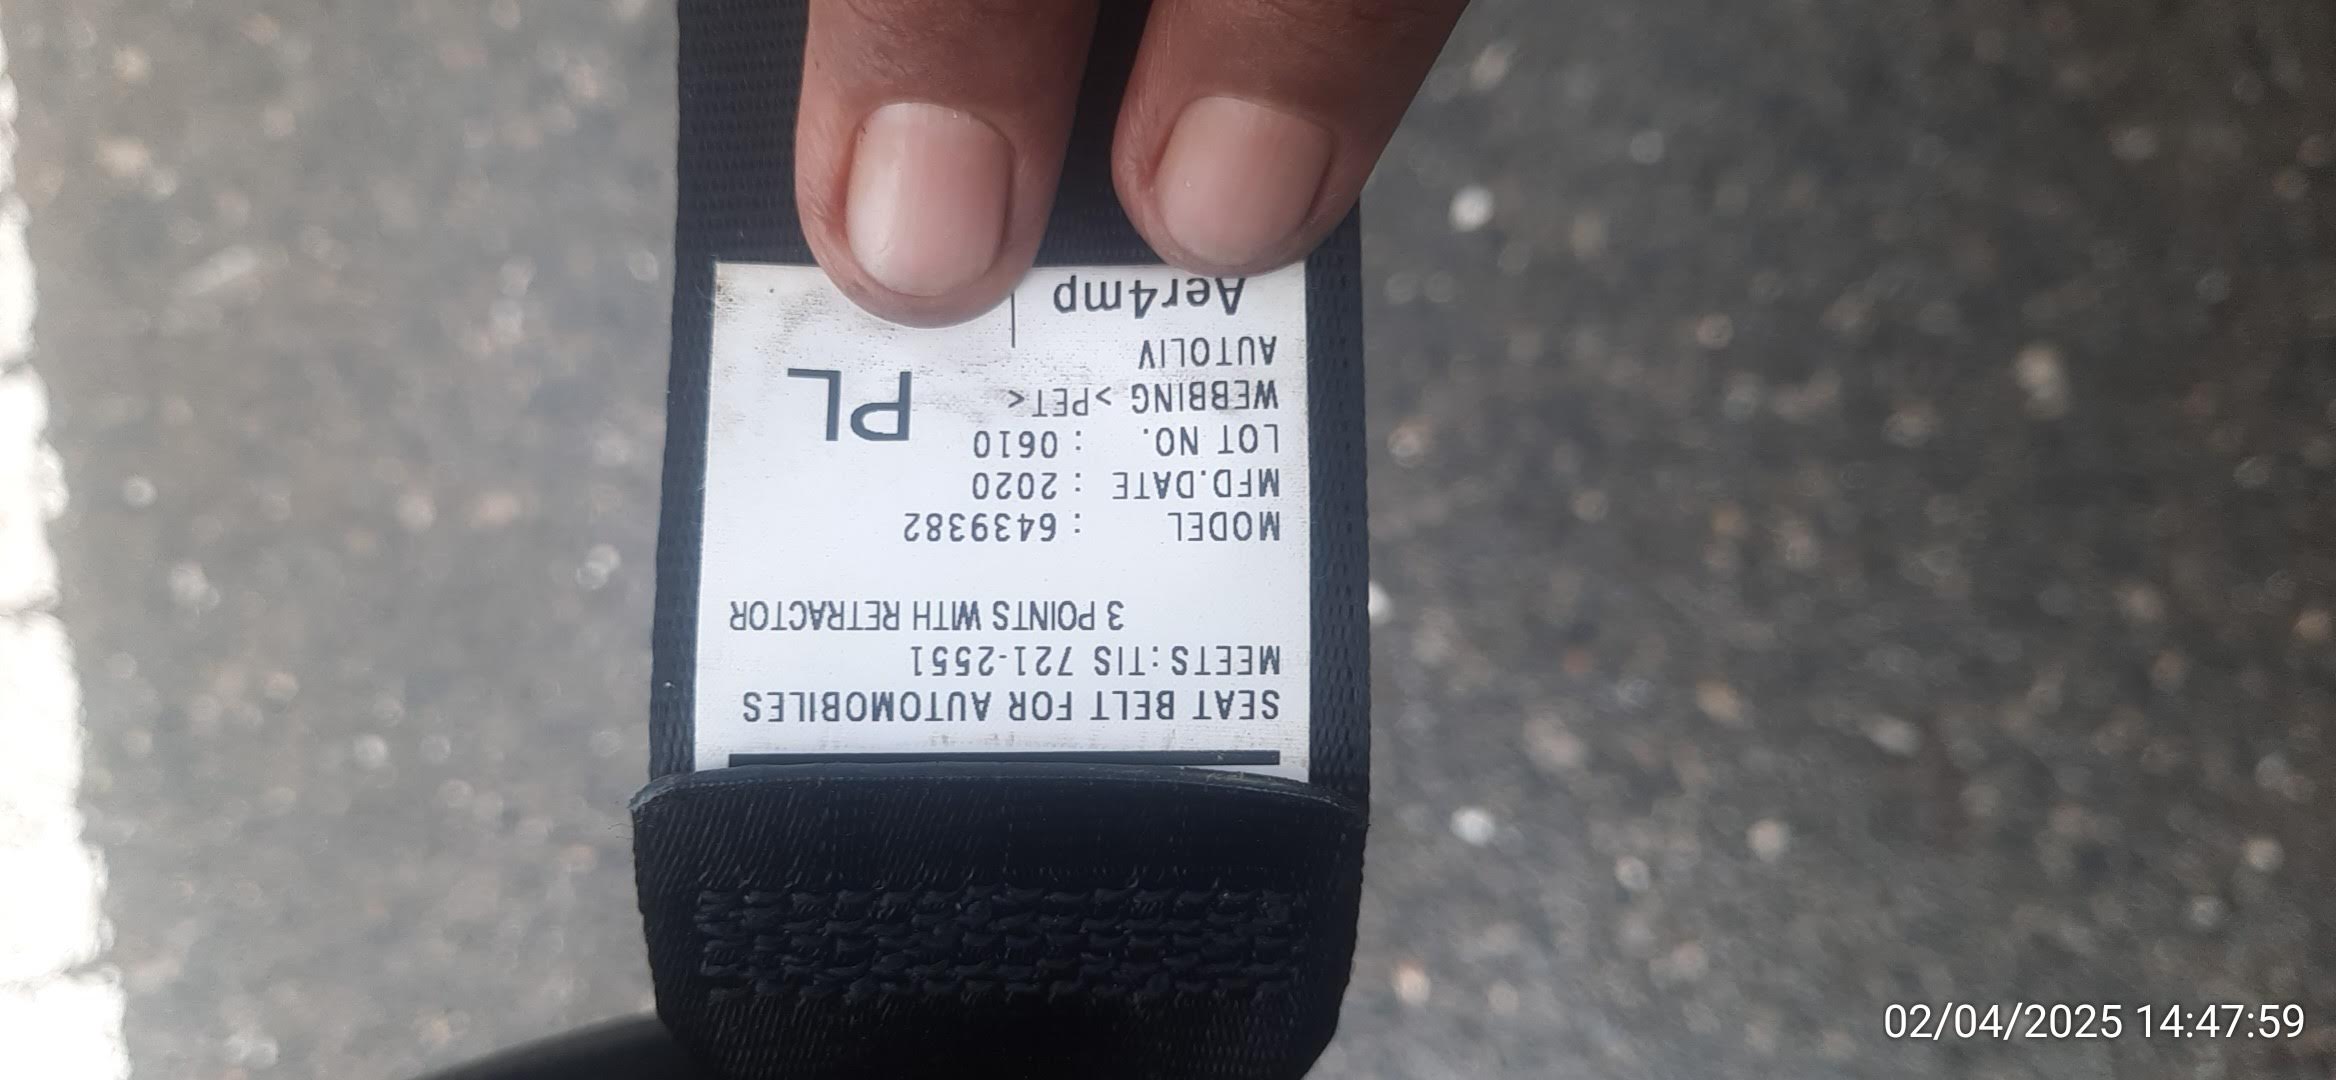 SEAT BELT FOR AUTOMOBILES
MEETS:TIS 721-2551
3 POINTS WITH RETRACTOR
MODEL : 6439382
MFD.DATE : 2020
LOT NO. : 0610
WEBBING >PET<
PL
AUTOLIV
Aer4mp
02/04/2025 14:47:59